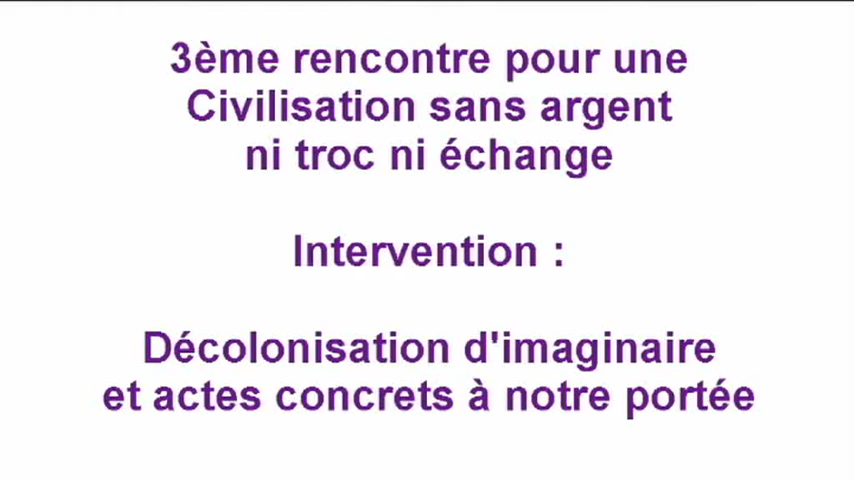 3ème rencontre pour une
Civilisation sans argent
ni troc ni échange
Intervention :
Décolonisation d'imaginaire
et actes concrets à notre portée